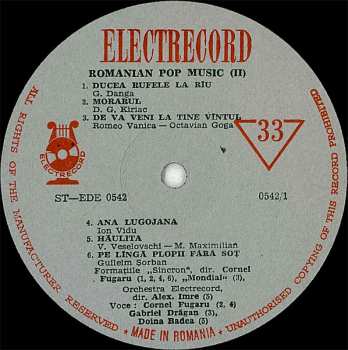 ELECTRECORD
ROMANIAN POP MUSIC (II)
1. DUCEA RUFELE LA RÎU
G. Danga
2. MORARUL
D. G. Kiriac
3. DE VA VENI LA TINE VÎNTUL
Romeo Vanica — Octavian Goga
33
ELECTRECORD
ST—EDE 0542
0542/1
4. ANA LUGOJANA
Ion Vidu
5. HĂULITA
V. Veselovschi — M. Maximilian
6. PE LÎNGĂ PLOPII FĂRĂ SOȚ
Guilelm Șorban
Formațiile „Sincron", dir. Cornel
Fugaru (1, 2, 4, 6), „Mondial" (3)
Orchestra Electrecord,
dir. Alex. Imre (5)
Voce: Cornel Fugaru (2, 4)
Gabriel Drăgan (3)
Doina Badea (5)
ALL RIGHTS OF THE MANUFACTURER RESERVED ★ MADE IN ROMANIA ★ UNAUTHORISED COPYING OF THIS RECORD PROHIBITED